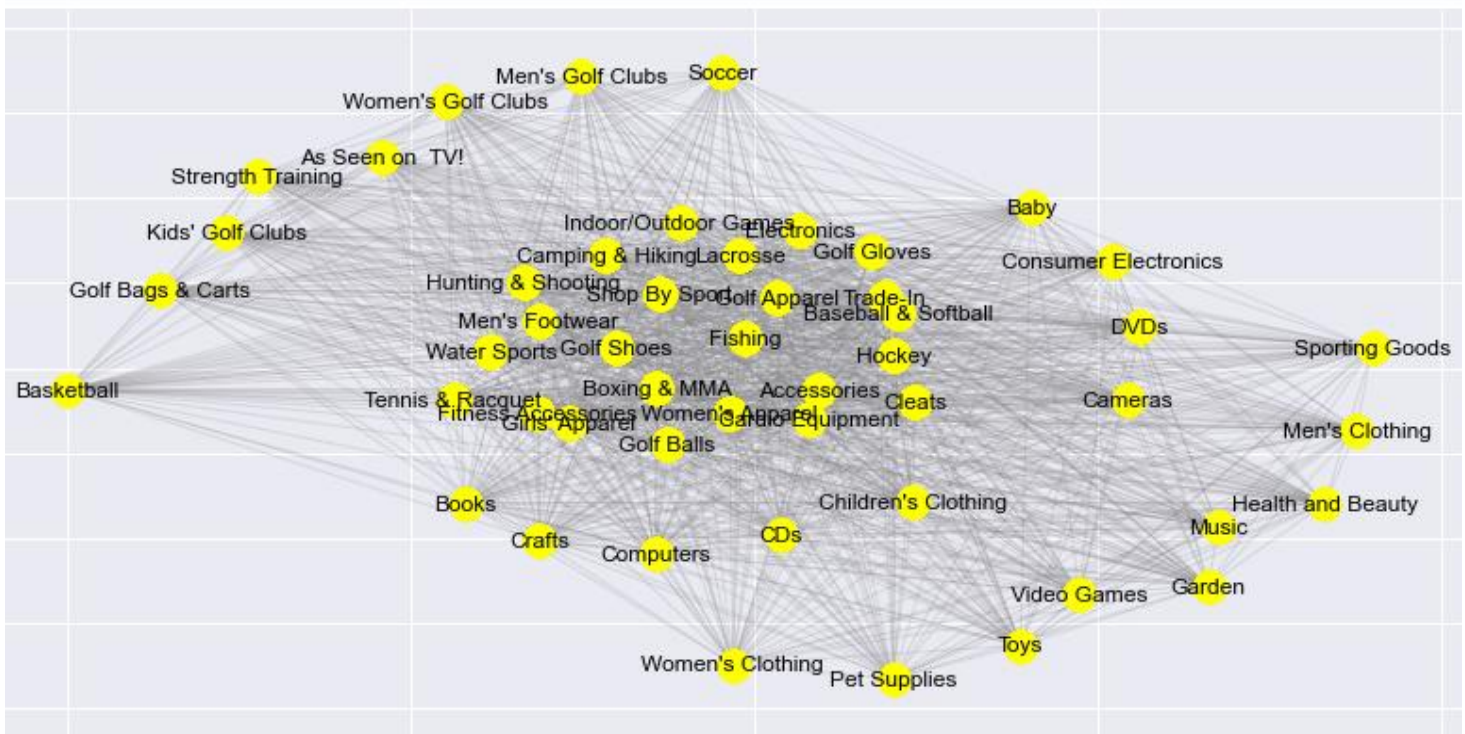 Soccer
Men's Golf Clubs
Women's Golf Clubs
As Seen on  TV!
Strength Training
Baby
Indoor/Outdoor Games
Electronics
Kids' Golf Clubs
Camping & Hiking
Lacrosse
Golf Gloves
Consumer Electronics
Hunting & Shooting
Golf Bags & Carts
Shop By Sport
Golf Apparel
Trade-In
Baseball & Softball
Men's Footwear
DVDs
Fishing
Golf Shoes
Sporting Goods
Water Sports
Hockey
Basketball
Boxing & MMA
Accessories
Tennis & Racquet
Cameras
Cleats
Fitness Accessories
Women's Apparel
Cardio Equipment
Girls' Apparel
Men's Clothing
Golf Balls
Children's Clothing
Books
Health and Beauty
Music
CDs
Crafts
Computers
Garden
Video Games
Toys
Women's Clothing
Pet Supplies